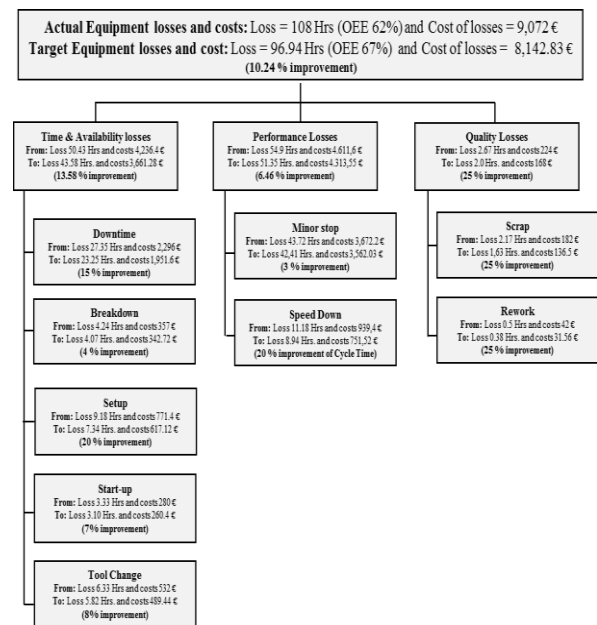 Actual Equipment losses and costs: Loss = 108 Hrs (OEE 62%) and Cost of losses = 9,072 €
Target Equipment losses and cost: Loss = 96.94 Hrs (OEE 67%) and Cost of losses = 8,142.83 €
(10.24 % improvement)
Time & Availability losses
From: Loss 50.43 Hrs and costs 4,236.4 €
To: Loss 43.58 Hrs. and costs 3,661.28 €
(13.58 % improvement)
Performance Losses
From: Loss 54.9 Hrs and costs 4.611,6 €
To: Loss 51.35 Hrs. and costs 4.313,55 €
(6.46 % improvement)
Quality Losses
From: Loss 2.67 Hrs and costs 224 €
To: Loss 2.0 Hrs. and costs 168 €
(25 % improvement)
Downtime
From: Loss 27.35 Hrs and costs 2,296 €
To: Loss 23.25 Hrs. and costs 1,951.6 €
(15 % improvement)
Minor stop
From: Loss 43.72 Hrs and costs 3,672.2 €
To: Loss 42,41 Hrs. and costs 3,562.03 €
(3 % improvement)
Scrap
From: Loss 2.17 Hrs and costs 182 €
To: Loss 1,63 Hrs. and costs 136.5 €
(25 % improvement)
Breakdown
From: Loss 4.24 Hrs and costs 357 €
To: Loss 4.07 Hrs. and costs 342.72 €
(4 % improvement)
Speed Down
From: Loss 11.18 Hrs and costs 939,4 €
To: Loss 8.94 Hrs and costs 751,52 €
(20 % improvement of Cycle Time)
Rework
From: Loss 0.5 Hrs and costs 42 €
To: Loss 0.38 Hrs. and costs 31.56 €
(25 % improvement)
Setup
From: Loss 9.18 Hrs and costs 771.4 €
To: Loss 7.34 Hrs. and costs 617.12 €
(20 % improvement)
Start-up
From: Loss 3.33 Hrs and costs 280 €
To: Loss 3.10 Hrs. and costs 260.4 €
(7% improvement)
Tool Change
From: Loss 6.33 Hrs and costs 532 €
To: Loss 5.82 Hrs. and costs 489.44 €
(8% improvement)